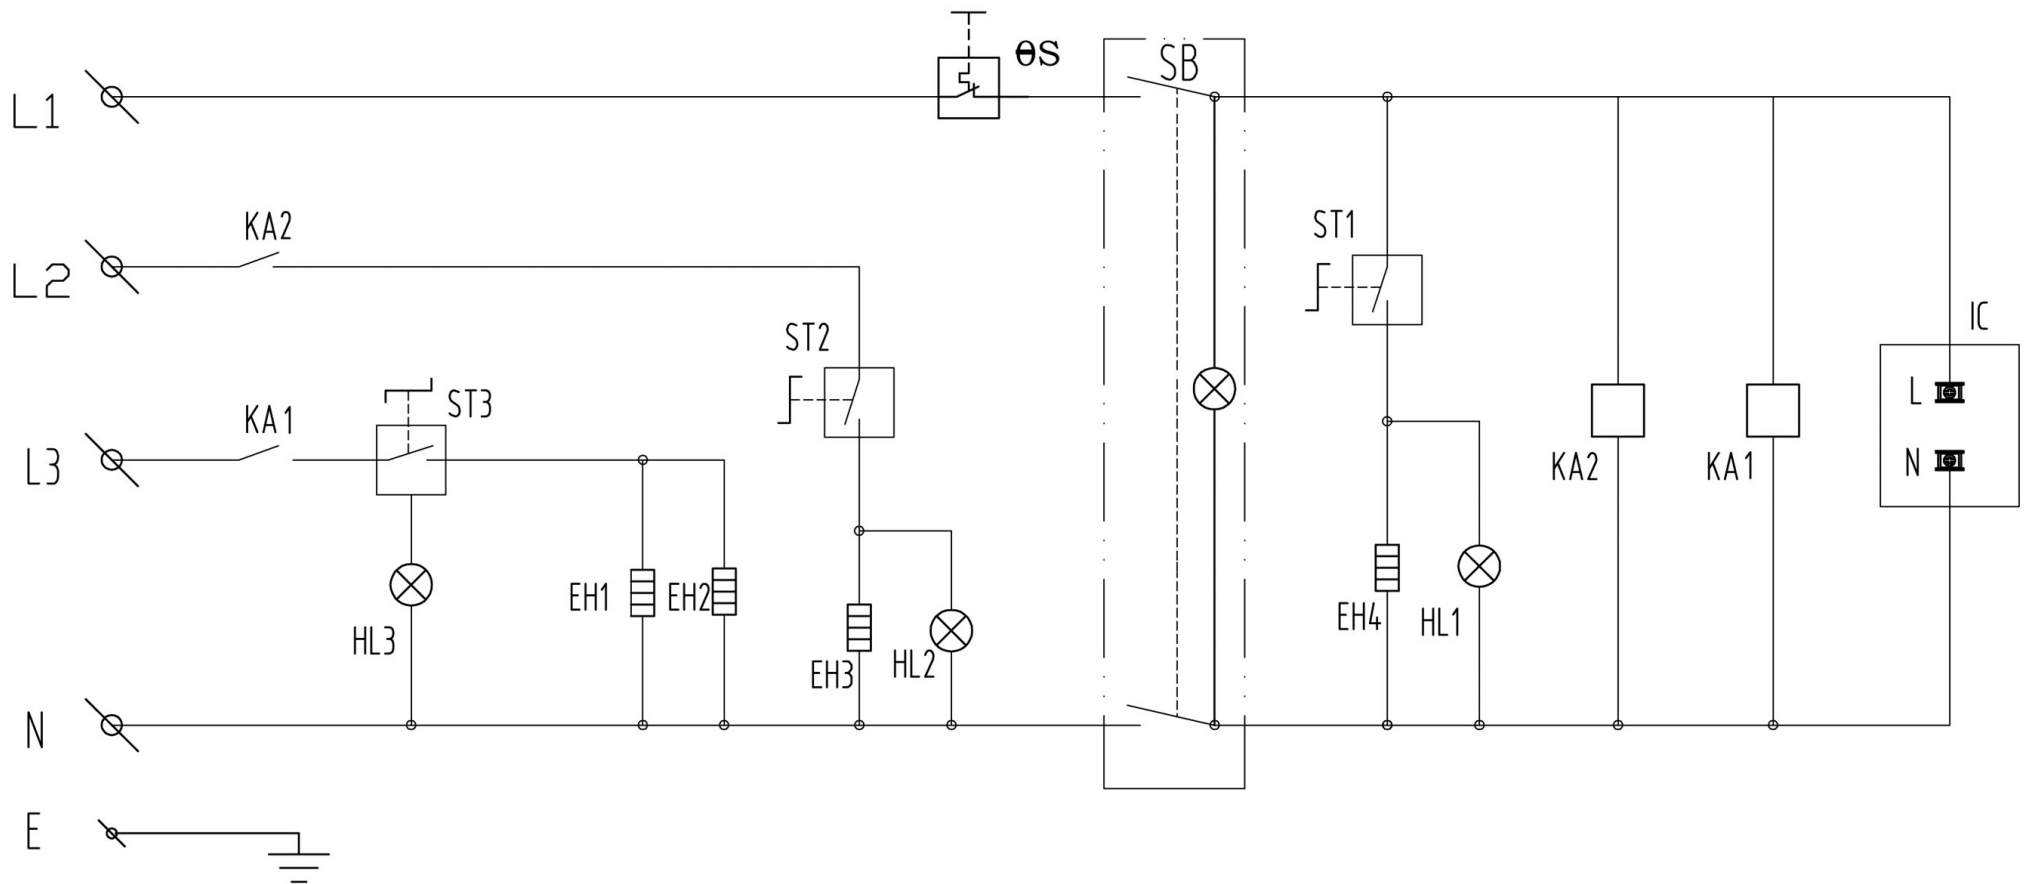 θS
SB
L1
KA2
ST1
L2
IC
ST2
L
KA1
ST3
L3
N
KA2
KA1
EH1
EH2
EH4
HL1
HL3
EH3
HL2
N
E